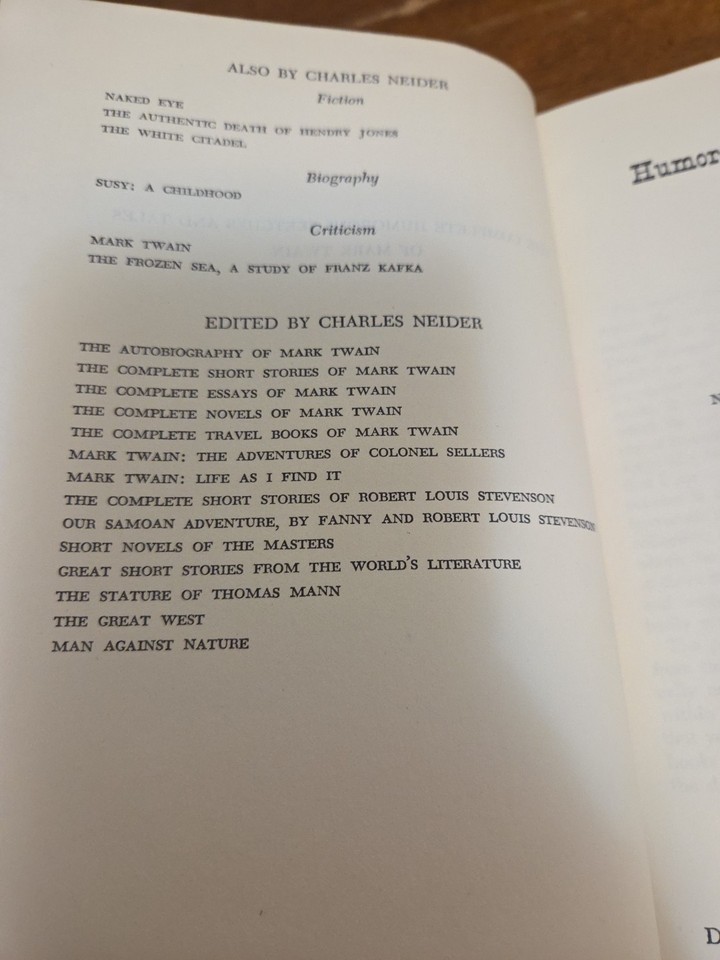 ALSO BY CHARLES NEIDER
Fiction
NAKED EYE
THE AUTHENTIC DEATH OF HENDRY JONES
THE WHITE CITADEL
Biography
SUSY: A CHILDHOOD
Criticism
MARK TWAIN
THE FROZEN SEA, A STUDY OF FRANZ KAFKA
EDITED BY CHARLES NEIDER
THE AUTOBIOGRAPHY OF MARK TWAIN
THE COMPLETE SHORT STORIES OF MARK TWAIN
THE COMPLETE ESSAYS OF MARK TWAIN
THE COMPLETE NOVELS OF MARK TWAIN
THE COMPLETE TRAVEL BOOKS OF MARK TWAIN
MARK TWAIN: THE ADVENTURES OF COLONEL SELLERS
MARK TWAIN: LIFE AS I FIND IT
THE COMPLETE SHORT STORIES OF ROBERT LOUIS STEVENSON
OUR SAMOAN ADVENTURE, BY FANNY AND ROBERT LOUIS STEVENSON
SHORT NOVELS OF THE MASTERS
GREAT SHORT STORIES FROM THE WORLD'S LITERATURE
THE STATURE OF THOMAS MANN
THE GREAT WEST
MAN AGAINST NATURE
Humor
N
D